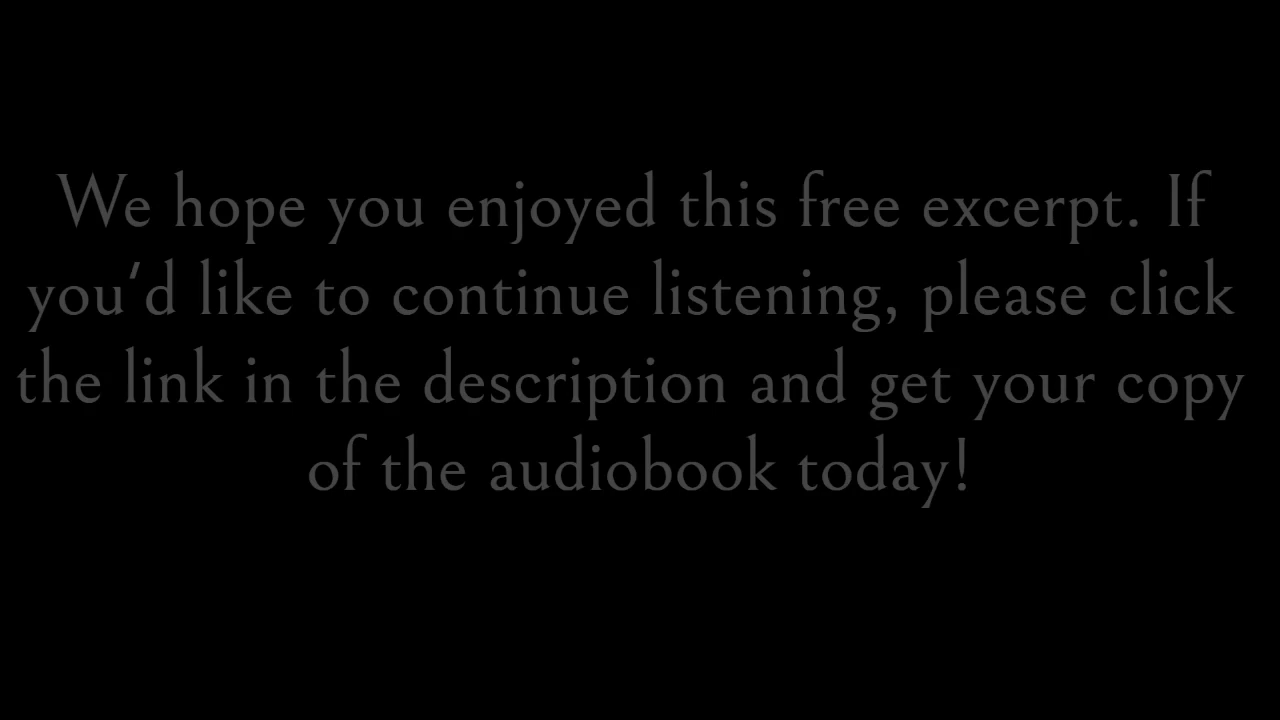 We hope you enjoyed this free excerpt. If
you'd like to continue listening, please click
the link in the description and get your copy
of the audiobook today!